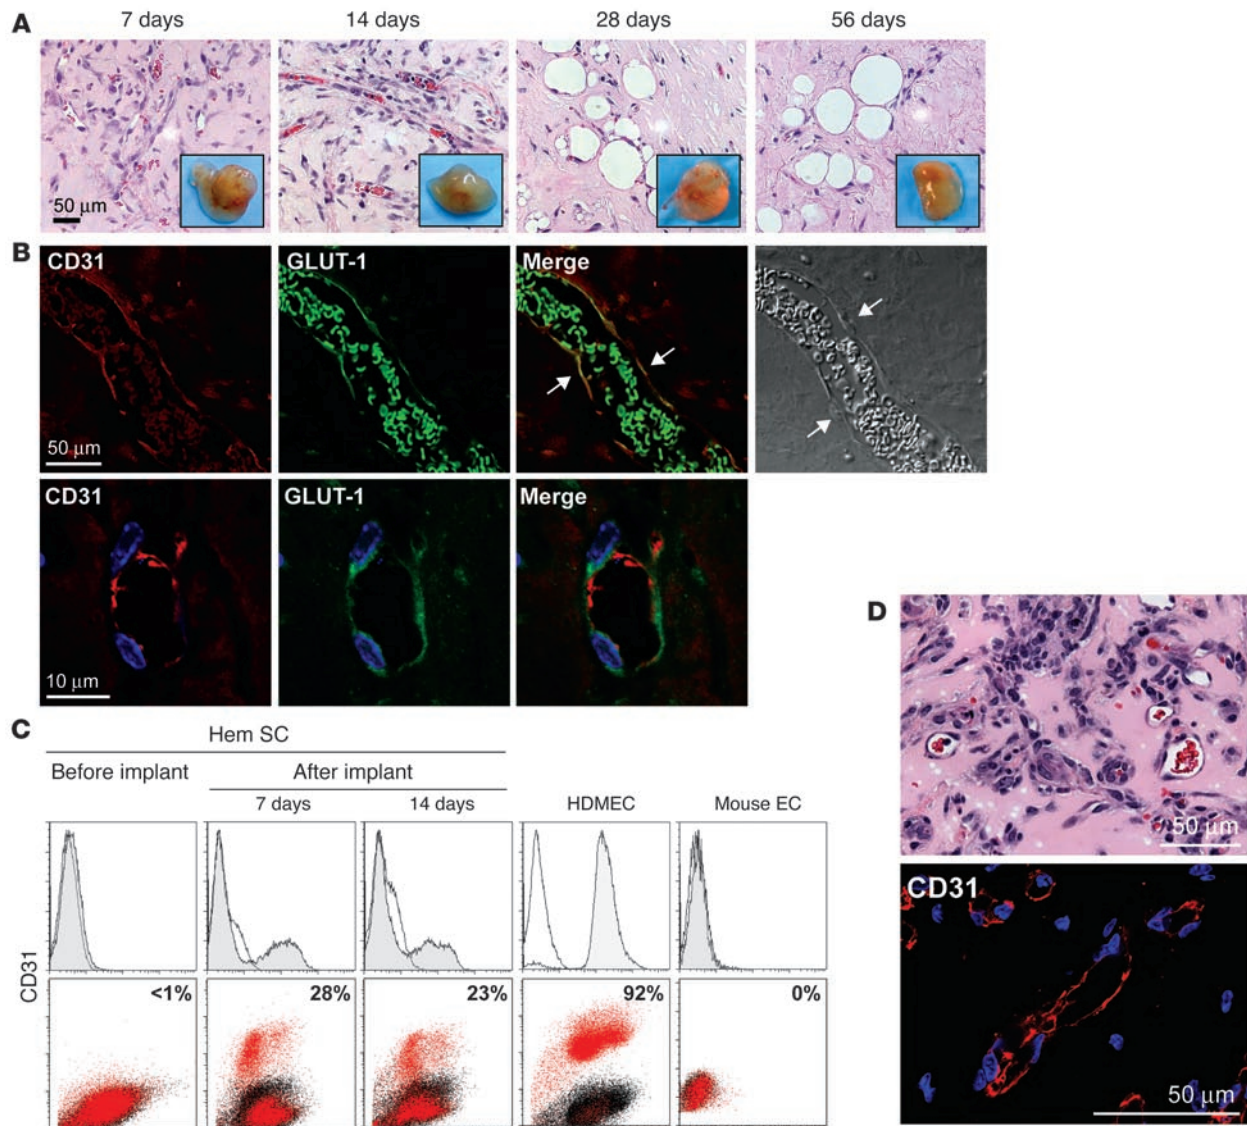 7 days 14 days 28 days 56 days
A
50 µm
B
CD31 GLUT-1 Merge
50 µm
CD31 GLUT-1 Merge
10 µm
C
Hem SC
Before implant After implant
7 days 14 days HDMEC Mouse EC
CD31
<1% 28% 23% 92% 0%
D
50 µm
CD31
50 µm